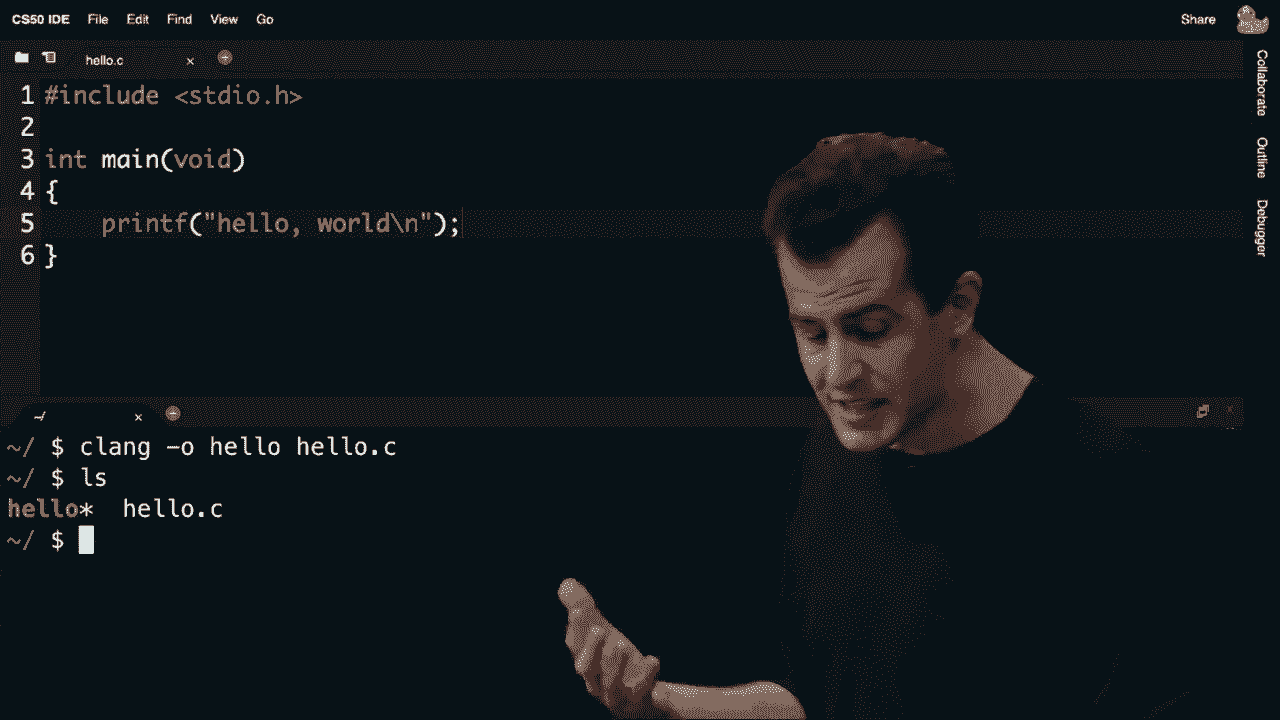 CS50 IDE File Edit Find View Go Share
hello.c × +
1 #include <stdio.h>
2
3 int main(void)
4 {
5     printf("hello, world\n");
6 }
Collaborate
Outline
Debugger
~/ × +
~/ $ clang -o hello hello.c
~/ $ ls
hello*  hello.c
~/ $